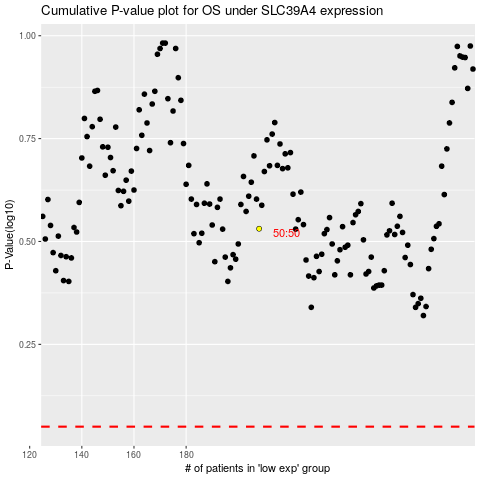 Cumulative P-value plot for OS under SLC39A4 expression
P-Value(log10)
1.00
0.75
0.50
0.25
50:50
120 140 160 180
# of patients in 'low exp' group